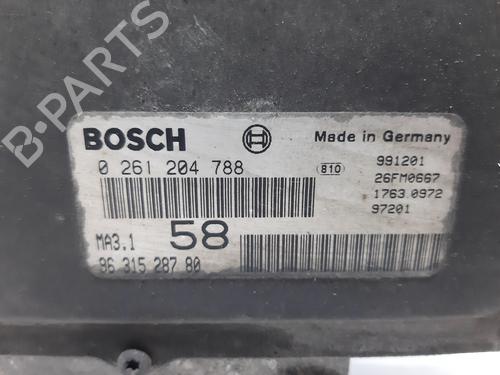 B-PARTS
BOSCH
Made in Germany
0 261 204 788
810
991201
26FM0667
1763.0972
97201
MA3.1
58
96 315 287 80